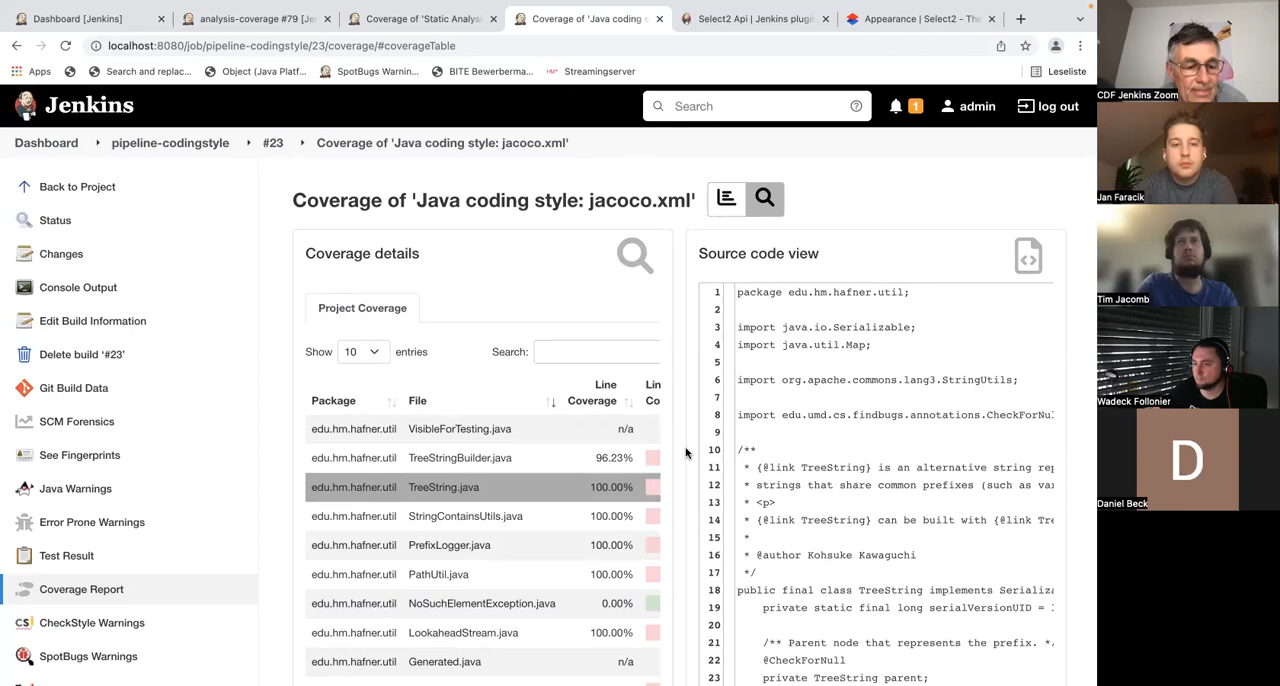 Dashboard [Jenkins]
analysis-coverage #79 [Jen
Coverage of 'Static Analysi
Coverage of 'Java coding s
Select2 Api | Jenkins plugin
Appearance | Select2 - The
localhost:8080/job/pipeline-codingstyle/23/coverage/#coverageTable
Apps
Search and replac...
Object (Java Platf...
SpotBugs Warnin...
BITE Bewerberma...
Streamingserver
Leseliste
Jenkins
Search
1
admin
log out
Dashboard
pipeline-codingstyle
#23
Coverage of 'Java coding style: jacoco.xml'
Back to Project
Status
Changes
Console Output
Edit Build Information
Delete build '#23'
Git Build Data
SCM Forensics
See Fingerprints
Java Warnings
Error Prone Warnings
Test Result
Coverage Report
CheckStyle Warnings
SpotBugs Warnings
Coverage of 'Java coding style: jacoco.xml'
Coverage details
Project Coverage
Show 10 entries Search:
Package File Line Coverage Lin Co
edu.hm.hafner.util VisibleForTesting.java n/a
edu.hm.hafner.util TreeStringBuilder.java 96.23%
edu.hm.hafner.util TreeString.java 100.00%
edu.hm.hafner.util StringContainsUtils.java 100.00%
edu.hm.hafner.util PrefixLogger.java 100.00%
edu.hm.hafner.util PathUtil.java 100.00%
edu.hm.hafner.util NoSuchElementException.java 0.00%
edu.hm.hafner.util LookaheadStream.java 100.00%
edu.hm.hafner.util Generated.java n/a
Source code view
1 package edu.hm.hafner.util;
2
3 import java.io.Serializable;
4 import java.util.Map;
5
6 import org.apache.commons.lang3.StringUtils;
7
8 import edu.umd.cs.findbugs.annotations.CheckForNul
9
10 /**
11 * {@link TreeString} is an alternative string rep
12 * strings that share common prefixes (such as var
13 * <p>
14 * {@link TreeString} can be built with {@link Tre
15 *
16 * @author Kohsuke Kawaguchi
17 */
18 public final class TreeString implements Serializa
19 private static final long serialVersionUID = 
20
21 /** Parent node that represents the prefix. */
22 @CheckForNull
23 private TreeString parent;
CDF Jenkins Zoom
Jan Faracik
Tim Jacomb
Wadeck Follonier
D
Daniel Beck